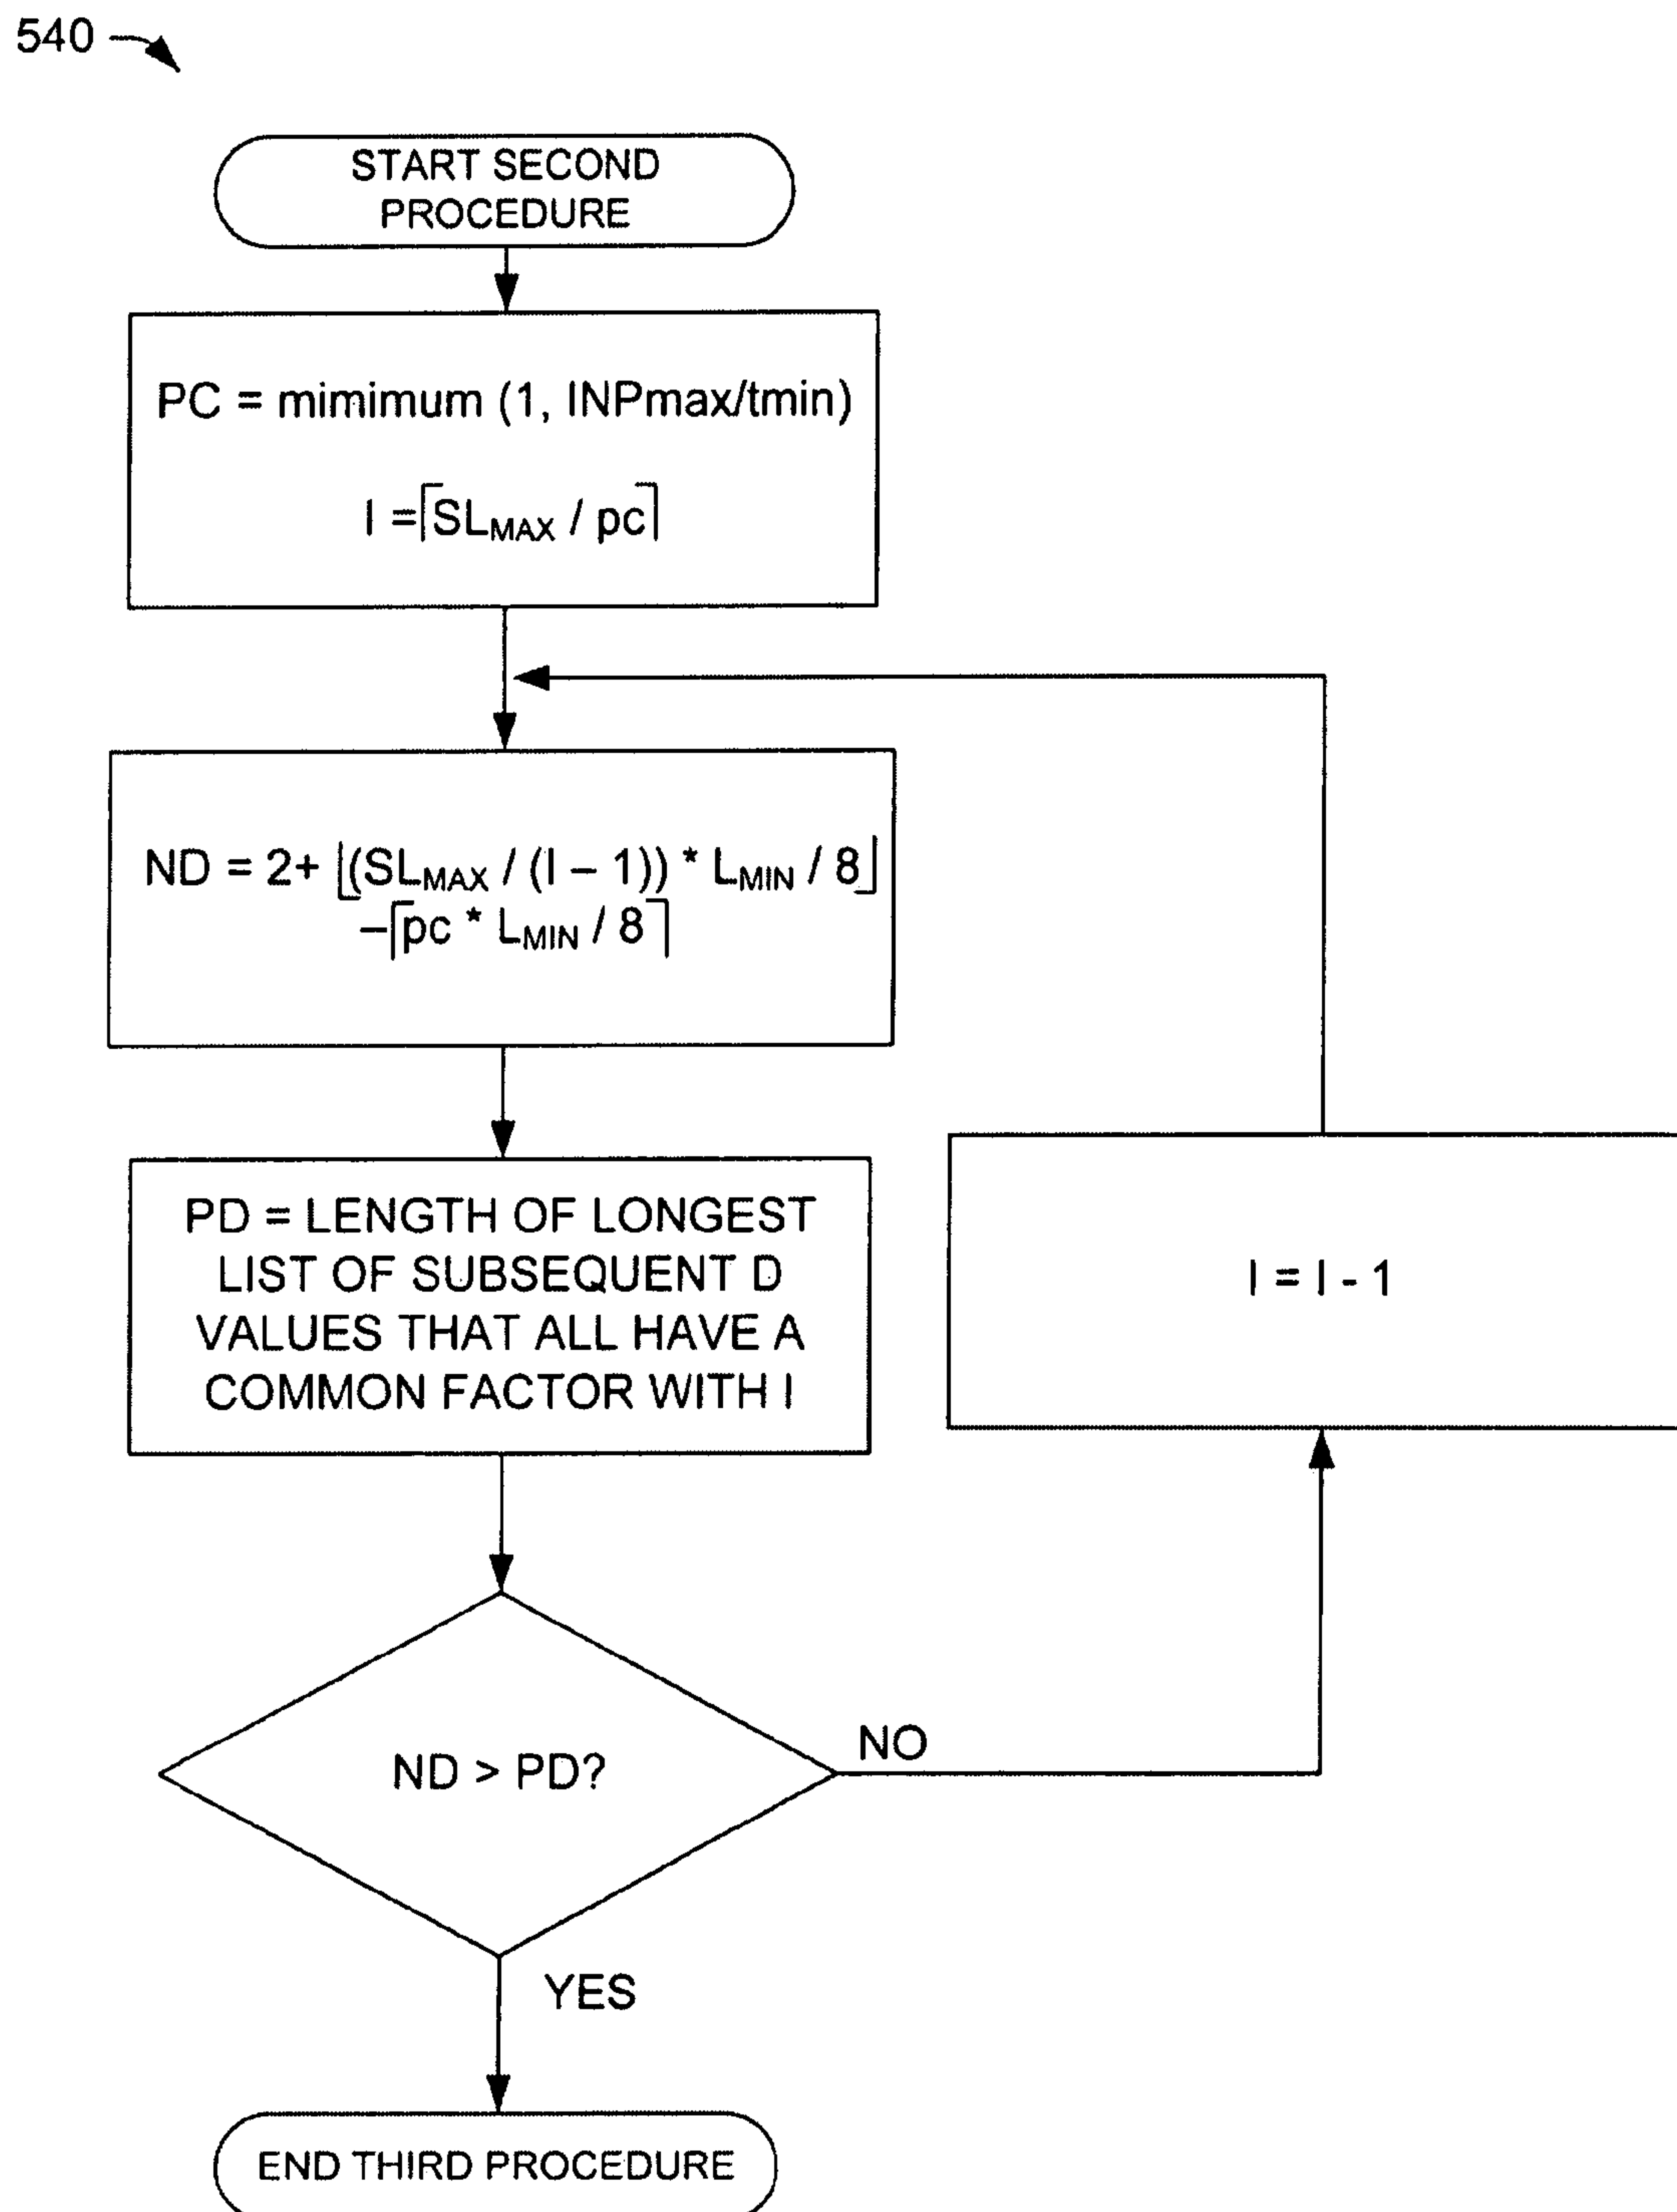 540
START SECOND
PROCEDURE
PC = mimimum (1, INPmax/tmin)
I = ⌈SLMAX / pc⌉
ND = 2+ ⌊(SLMAX / (I – 1)) * LMIN / 8⌋
–⌈pc * LMIN / 8⌉
PD = LENGTH OF LONGEST
LIST OF SUBSEQUENT D
VALUES THAT ALL HAVE A
COMMON FACTOR WITH I
I = I - 1
ND > PD?
NO
YES
END THIRD PROCEDURE